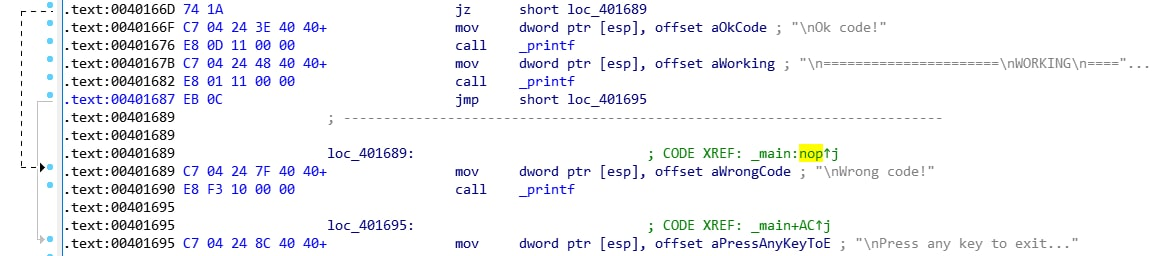 .text:0040166D 74 1A jz short loc_401689
.text:0040166F C7 04 24 3E 40 40+ mov dword ptr [esp], offset aOkCode ; "\nOk code!"
.text:00401676 E8 0D 11 00 00 call _printf
.text:0040167B C7 04 24 48 40 40+ mov dword ptr [esp], offset aWorking ; "\n======================\nWORKING\n===="...
.text:00401682 E8 01 11 00 00 call _printf
.text:00401687 EB 0C jmp short loc_401695
.text:00401689 ; ---------------------------------------------------------------------------
.text:00401689
.text:00401689 loc_401689: ; CODE XREF: _main:nop↑j
.text:00401689 C7 04 24 7F 40 40+ mov dword ptr [esp], offset aWrongCode ; "\nWrong code!"
.text:00401690 E8 F3 10 00 00 call _printf
.text:00401695
.text:00401695 loc_401695: ; CODE XREF: _main+AC↑j
.text:00401695 C7 04 24 8C 40 40+ mov dword ptr [esp], offset aPressAnyKeyToE ; "\nPress any key to exit..."